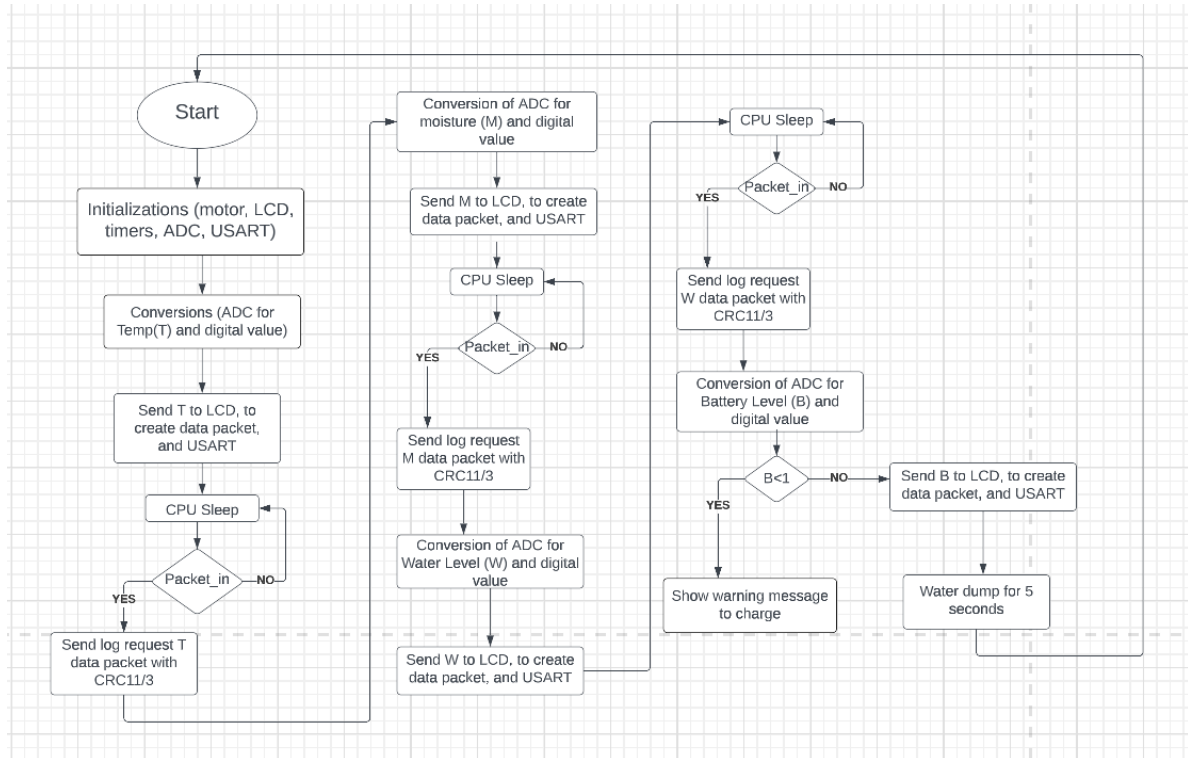 Start
Initializations (motor, LCD,
timers, ADC, USART)
Conversions (ADC for
Temp(T) and digital value)
Send T to LCD, to
create data packet,
and USART
CPU Sleep
Packet_in
NO
YES
Send log request T
data packet with
CRC11/3
Conversion of ADC for
moisture (M) and digital
value
Send M to LCD, to create
data packet, and USART
CPU Sleep
Packet_in
NO
YES
Send log request
M data packet with
CRC11/3
Conversion of ADC for
Water Level (W) and digital
value
Send W to LCD, to create
data packet, and USART
CPU Sleep
Packet_in
NO
YES
Send log request
W data packet with
CRC11/3
Conversion of ADC for
Battery Level (B) and
digital value
B<1
NO
YES
Show warning message
to charge
Send B to LCD, to create
data packet, and USART
Water dump for 5
seconds